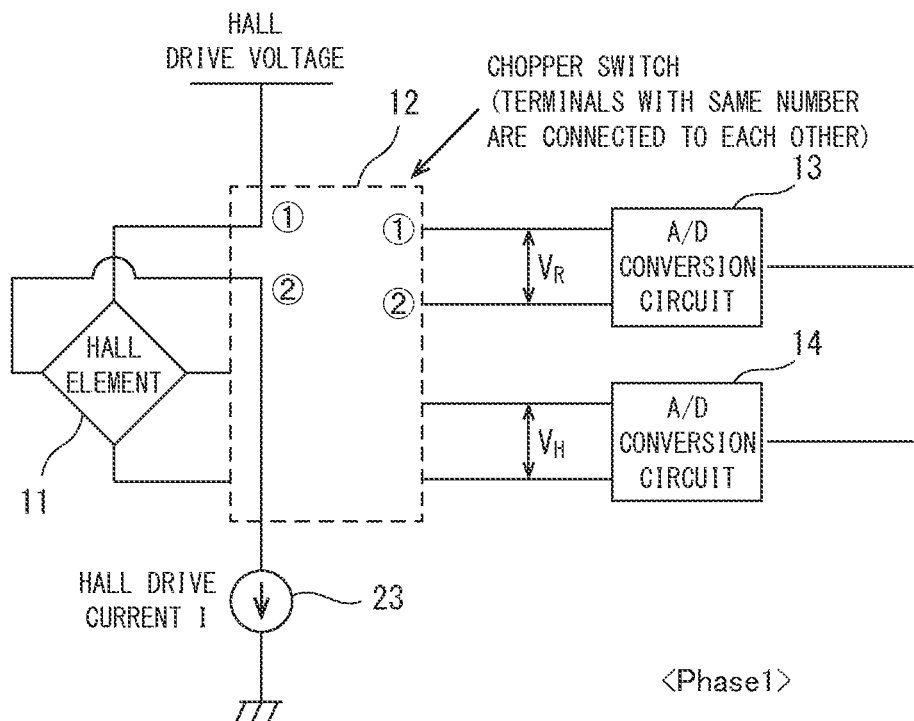 HALL
DRIVE VOLTAGE
CHOPPER SWITCH
(TERMINALS WITH SAME NUMBER
ARE CONNECTED TO EACH OTHER)
12
13
① ①
A/D
CONVERSION
CIRCUIT
V_R
② ②
HALL
ELEMENT
14
A/D
CONVERSION
CIRCUIT
V_H
11
HALL DRIVE
CURRENT I
23
<Phase1>